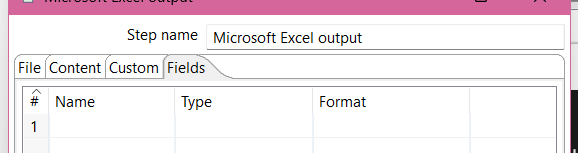 Microsoft Excel output
Step name Microsoft Excel output
File Content Custom Fields
# Name Type Format
1